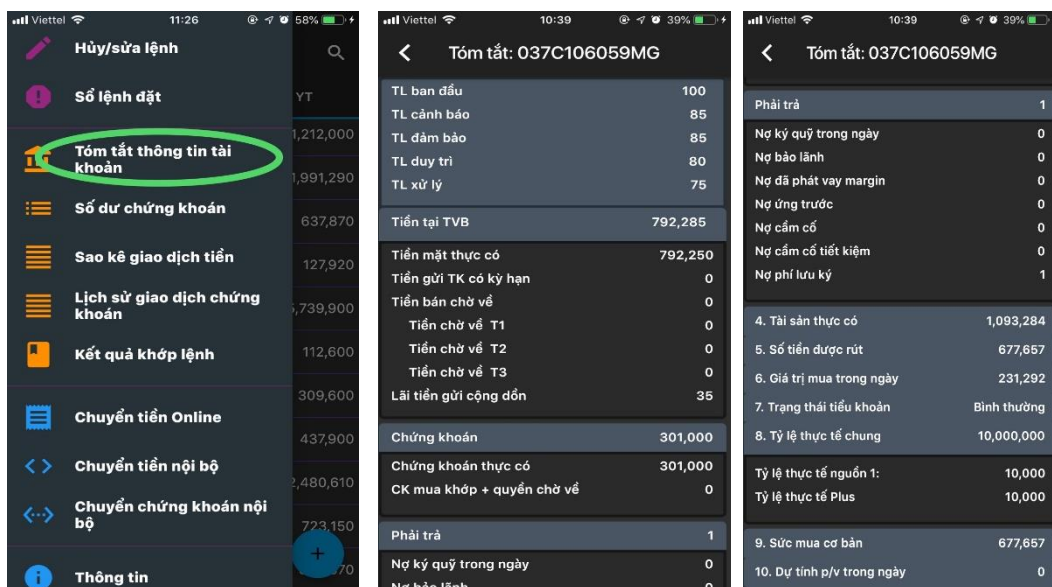 Viettel 11:26 58%
Hủy/sửa lệnh
Sổ lệnh đặt
YT
1,212,000
Tóm tắt thông tin tài
khoản
1,991,290
Số dư chứng khoán
637,870
Sao kê giao dịch tiền
127,920
Lịch sử giao dịch chứng
khoán
5,739,900
Kết quả khớp lệnh
112,600
309,600
Chuyển tiền Online
437,900
Chuyển tiền nội bộ
2,480,610
Chuyển chứng khoán nội
bộ
723,150
+
Thông tin
70
Viettel 10:39 39%
Tóm tắt: 037C106059MG
TL ban đầu 100
TL cảnh báo 85
TL đảm bảo 85
TL duy trì 80
TL xử lý 75
Tiền tại TVB 792,285
Tiền mặt thực có 792,250
Tiền gửi TK có kỳ hạn 0
Tiền bán chờ về 0
Tiền chờ về T1 0
Tiền chờ về T2 0
Tiền chờ về T3 0
Lãi tiền gửi cộng dồn 35
Chứng khoán 301,000
Chứng khoán thực có 301,000
CK mua khớp + quyền chờ về 0
Phải trả 1
Nợ ký quỹ trong ngày 0
Nợ bảo lãnh 0
Viettel 10:39 39%
Tóm tắt: 037C106059MG
Phải trả 1
Nợ ký quỹ trong ngày 0
Nợ bảo lãnh 0
Nợ đã phát vay margin 0
Nợ ứng trước 0
Nợ cầm cố 0
Nợ cầm cố tiết kiệm 0
Nợ phí lưu ký 1
4. Tài sản thực có 1,093,284
5. Số tiền được rút 677,657
6. Giá trị mua trong ngày 231,292
7. Trạng thái tiểu khoản Bình thường
8. Tỷ lệ thực tế chung 10,000,000
Tỷ lệ thực tế nguồn 1: 10,000
Tỷ lệ thực tế Plus 10,000
9. Sức mua cơ bản 677,657
10. Dự tính p/v trong ngày 0